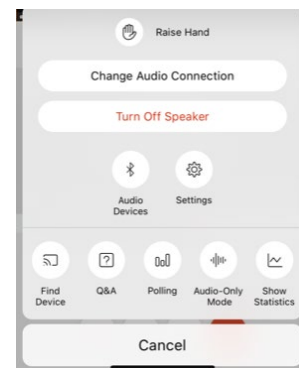 Raise Hand
Change Audio Connection
Turn Off Speaker
Audio
Devices
Settings
Find
Device
Q&A
Polling
Audio-Only
Mode
Show
Statistics
Cancel